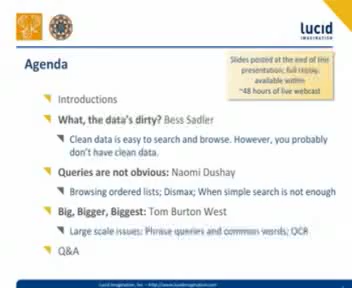 lucid
IMAGINATION
Agenda
Slides posted at the end of the
presentation; full replay
available within
~48 hours of live webcast
Introductions
What, the data's dirty? Bess Sadler
Clean data is easy to search and browse. However, you probably
don't have clean data.
Queries are not obvious: Naomi Dushay
Browsing ordered lists; Dismax; When simple search is not enough
Big, Bigger, Biggest: Tom Burton West
Large scale issues; Phrase queries and common words; OCR
Q&A
Lucid Imagination, Inc. – http://www.lucidimagination.com